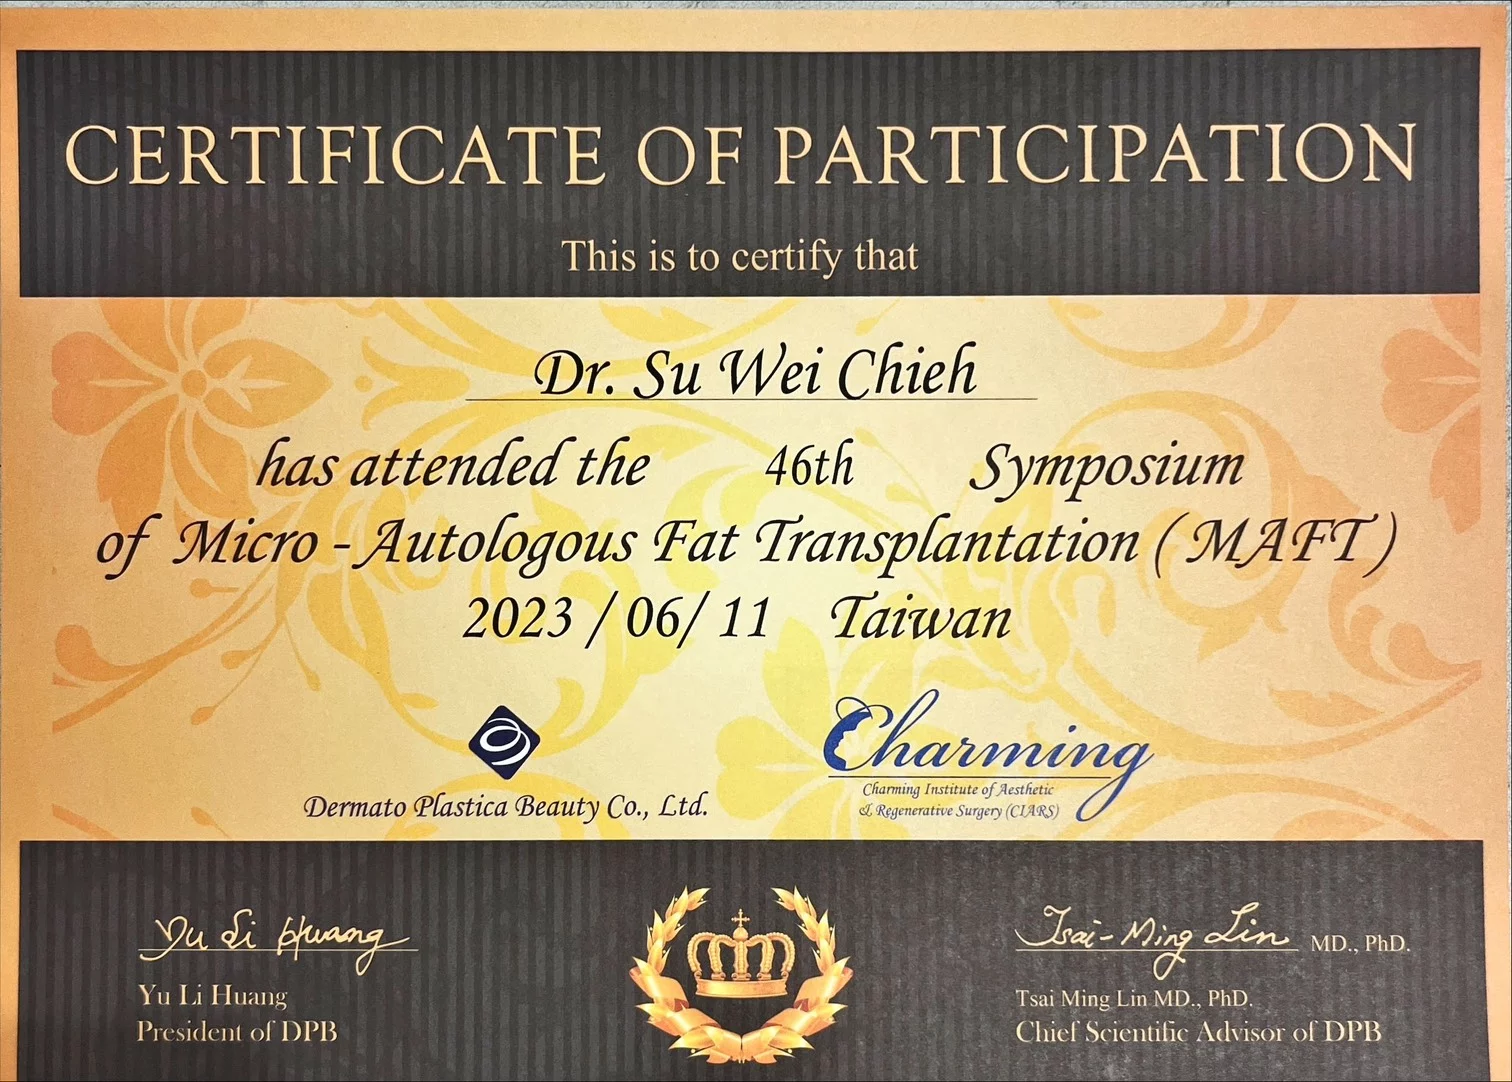 CERTIFICATE OF PARTICIPATION
This is to certify that
Dr. Su Wei Chieh
has attended the 46th Symposium
of Micro - Autologous Fat Transplantation ( MAFT )
2023 / 06/ 11 Taiwan
Dermato Plastica Beauty Co., Ltd.
Charming
Charming Institute of Aesthetic
& Regenerative Surgery (CIARS)
Yu Li Huang
Yu Li Huang
President of DPB
Tsai-Ming Lin MD., PhD.
Tsai Ming Lin MD., PhD.
Chief Scientific Advisor of DPB